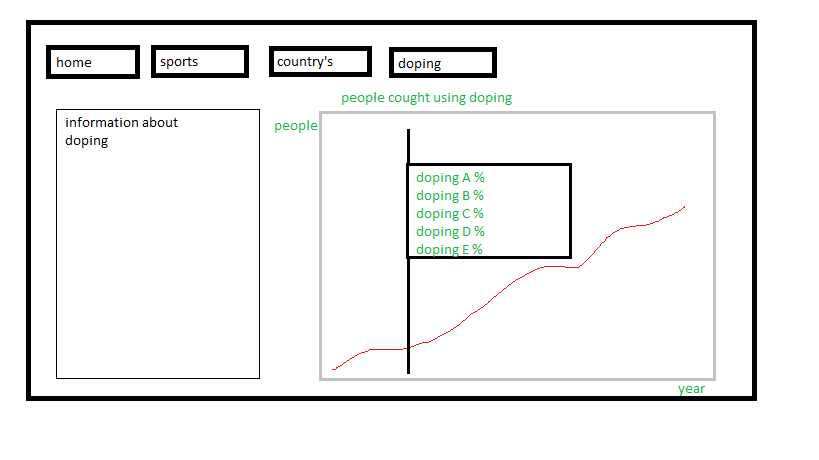 home
sports
country's
doping
people cought using doping
information about
doping
people
doping A %
doping B %
doping C %
doping D %
doping E %
year